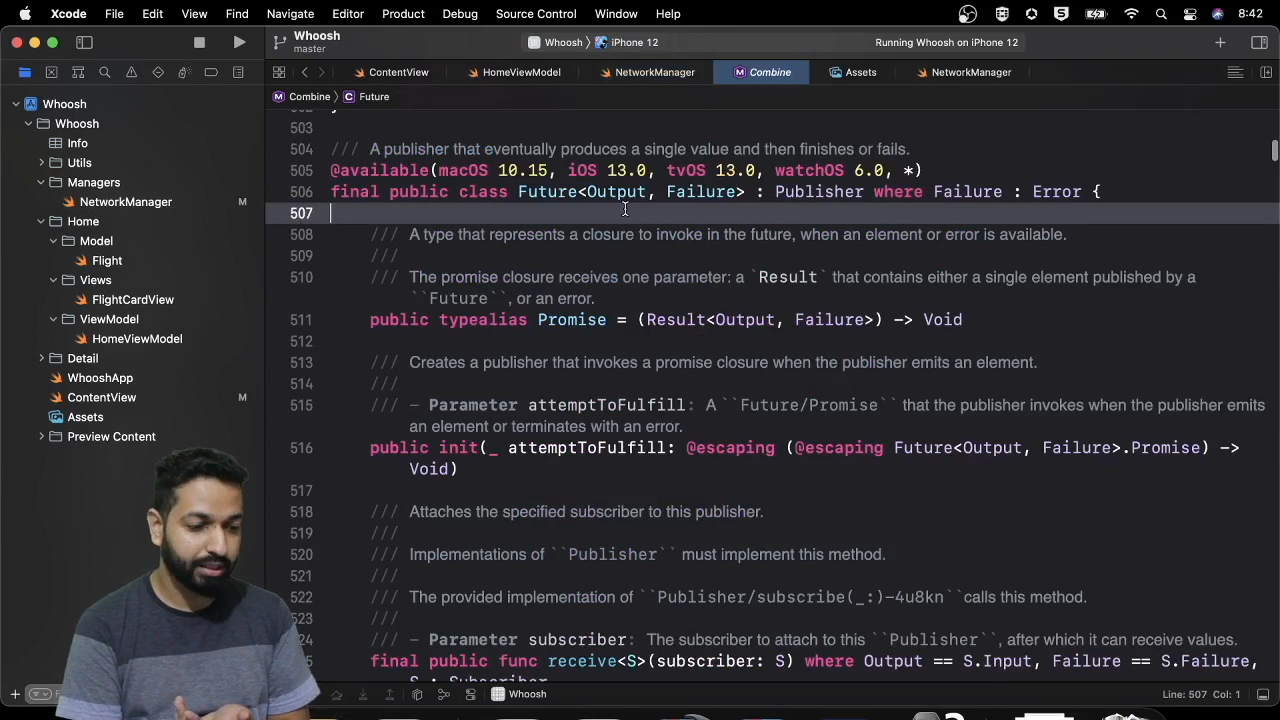 Xcode File Edit View Find Navigate Editor Product Debug Source Control Window Help 8:42
Whoosh
master
Whoosh iPhone 12
Running Whoosh on iPhone 12
ContentView HomeViewModel NetworkManager Combine Assets NetworkManager
Combine Future
Whoosh
Whoosh
Info
Utils
Managers
NetworkManager M
Home
Model
Flight
Views
FlightCardView
ViewModel
HomeViewModel
Detail
WhooshApp
ContentView M
Assets
Preview Content
503
504 /// A publisher that eventually produces a single value and then finishes or fails.
505 @available(macOS 10.15, iOS 13.0, tvOS 13.0, watchOS 6.0, *)
506 final public class Future<Output, Failure> : Publisher where Failure : Error {
507
508 /// A type that represents a closure to invoke in the future, when an element or error is available.
509 ///
510 /// The promise closure receives one parameter: a `Result` that contains either a single element published by a
``Future``, or an error.
511 public typealias Promise = (Result<Output, Failure>) -> Void
512
513 /// Creates a publisher that invokes a promise closure when the publisher emits an element.
514 ///
515 /// - Parameter attemptToFulfill: A ``Future/Promise`` that the publisher invokes when the publisher emits
an element or terminates with an error.
516 public init(_ attemptToFulfill: @escaping (@escaping Future<Output, Failure>.Promise) ->
Void)
517
518 /// Attaches the specified subscriber to this publisher.
519 ///
520 /// Implementations of ``Publisher`` must implement this method.
521 ///
522 /// The provided implementation of ``Publisher/subscribe(_:)-4u8kn``calls this method.
523 ///
/// - Parameter subscriber: The subscriber to attach to this ``Publisher``, after which it can receive values.
final public func receive<S>(subscriber: S) where Output == S.Input, Failure == S.Failure,
S : Subscriber
Whoosh
Line: 507 Col: 1